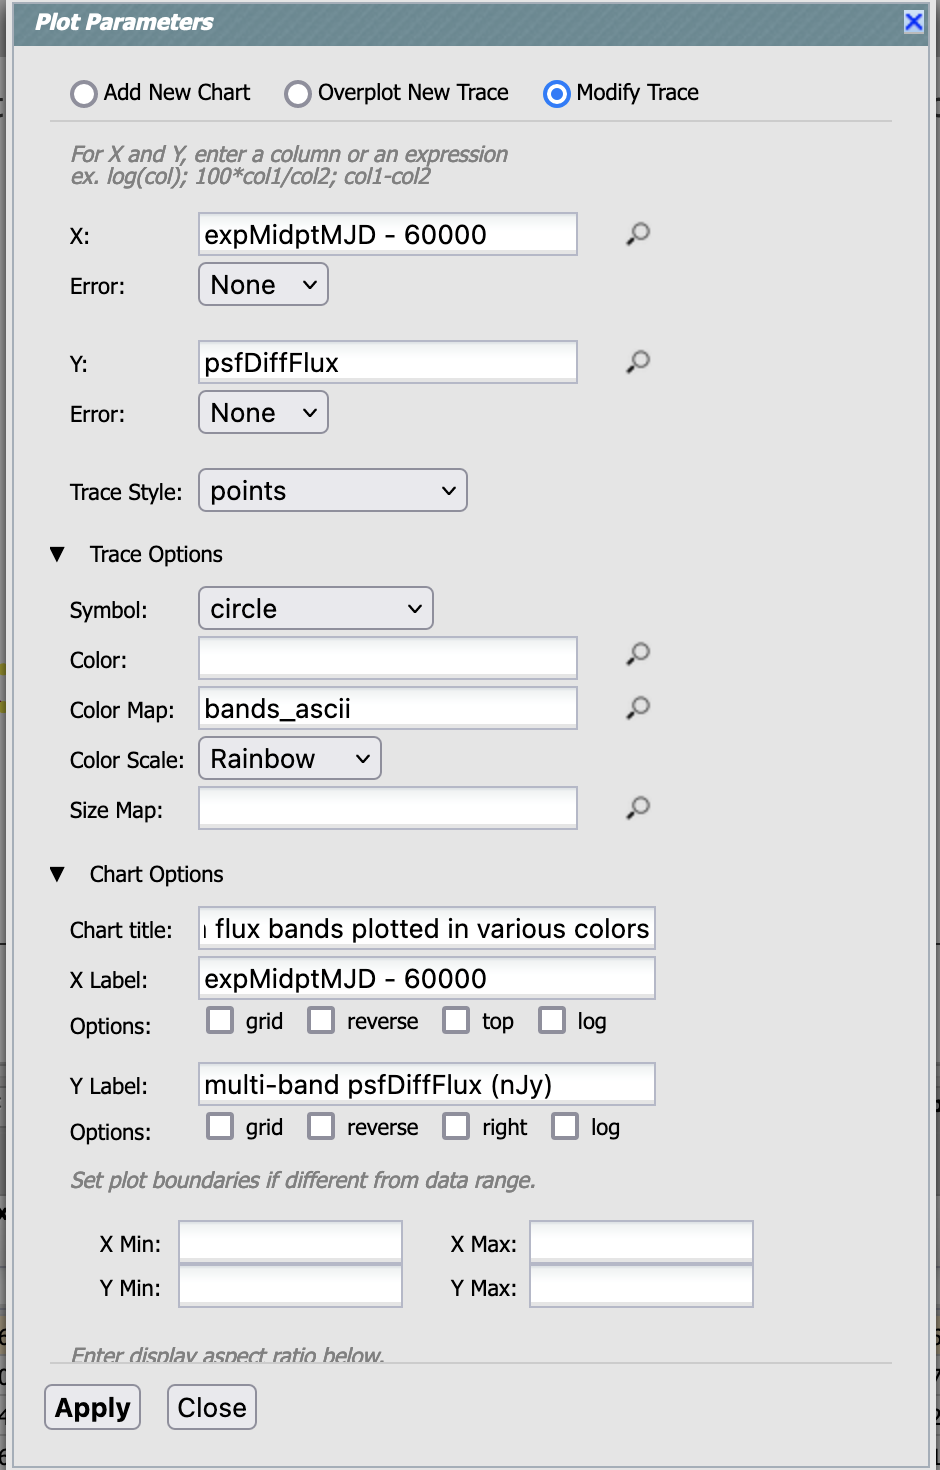 Plot Parameters
Add New Chart Overplot New Trace Modify Trace
For X and Y, enter a column or an expression
ex. log(col); 100*col1/col2; col1-col2
X: expMidptMJD - 60000
Error: None
Y: psfDiffFlux
Error: None
Trace Style: points
Trace Options
Symbol: circle
Color:
Color Map: bands_ascii
Color Scale: Rainbow
Size Map:
Chart Options
Chart title: flux bands plotted in various colors
X Label: expMidptMJD - 60000
Options: grid reverse top log
Y Label: multi-band psfDiffFlux (nJy)
Options: grid reverse right log
Set plot boundaries if different from data range.
X Min: X Max:
Y Min: Y Max:
Enter display aspect ratio below.
Apply Close